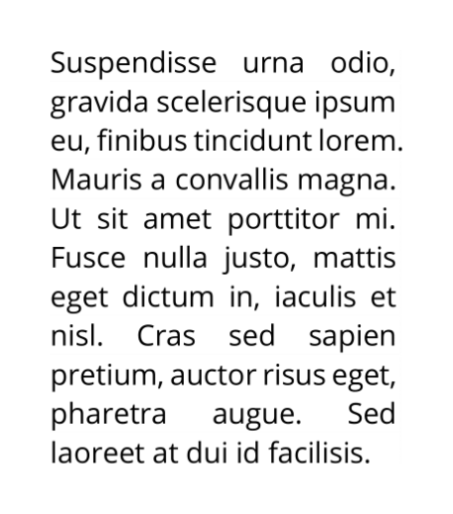 Suspendisse urna odio,
gravida scelerisque ipsum
eu, finibus tincidunt lorem.
Mauris a convallis magna.
Ut sit amet porttitor mi.
Fusce nulla justo, mattis
eget dictum in, iaculis et
nisl. Cras sed sapien
pretium, auctor risus eget,
pharetra augue. Sed
laoreet at dui id facilisis.